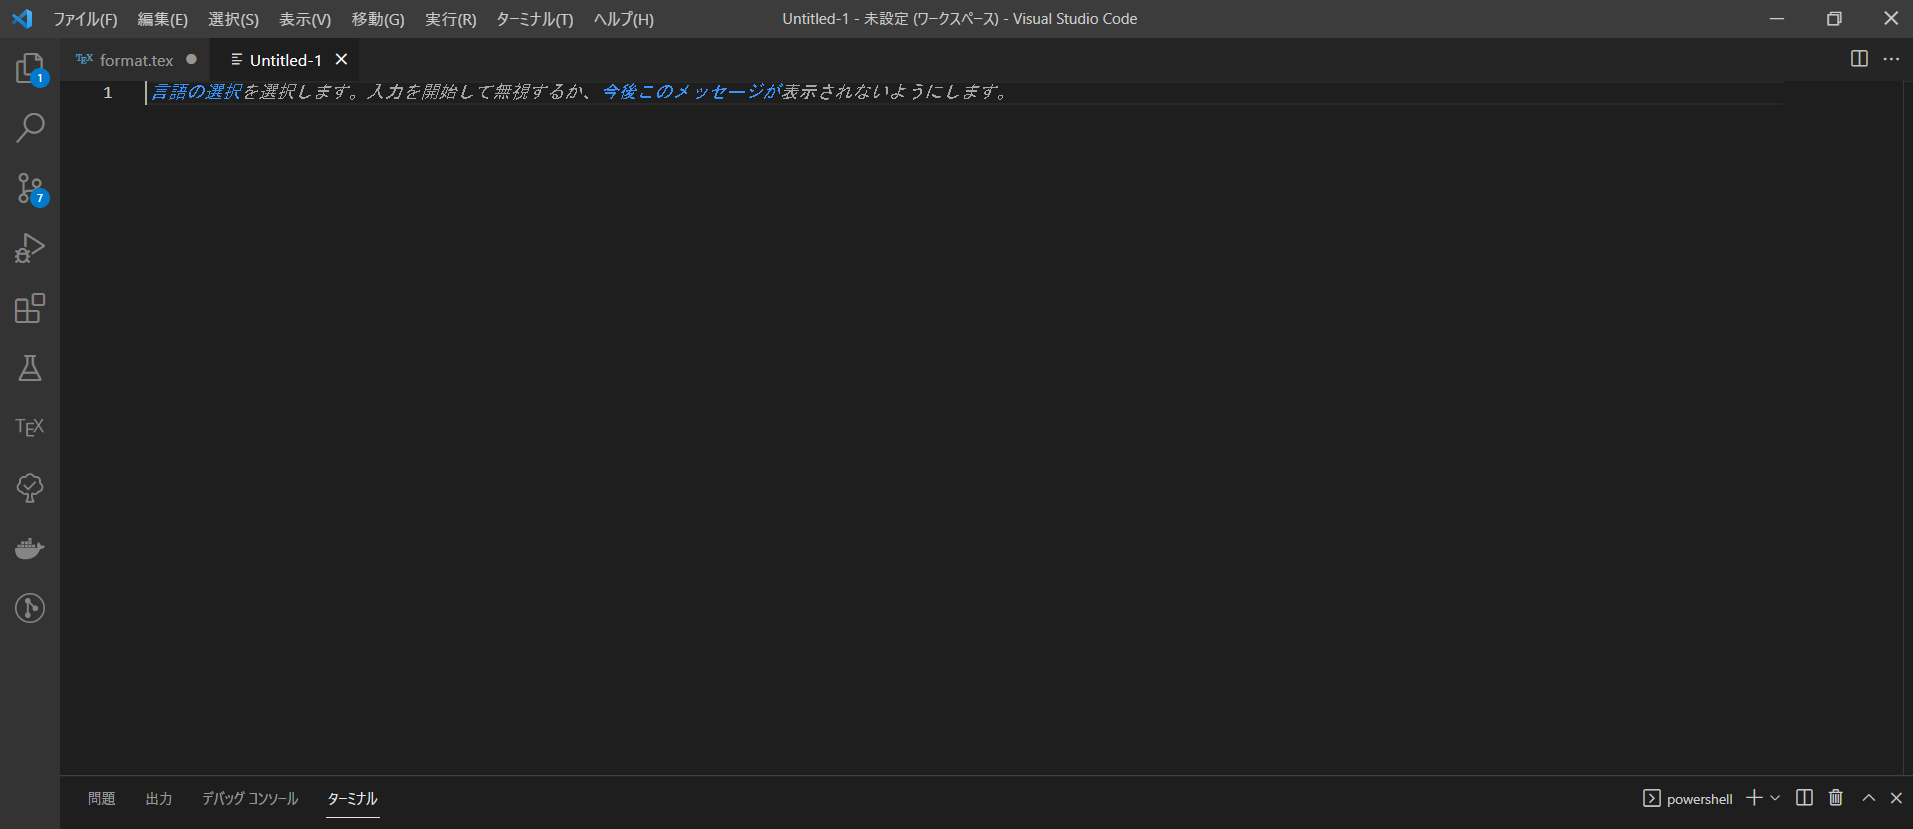 ファイル(F) 編集(E) 選択(S) 表示(V) 移動(G) 実行(R) ターミナル(T) ヘルプ(H) Untitled-1 - 未設定 (ワークスペース) - Visual Studio Code
TEX format.tex Untitled-1
1
1 言語の選択を選択します。入力を開始して無視するか、今後このメッセージが表示されないようにします。
7
TEX
問題 出力 デバッグ コンソール ターミナル powershell